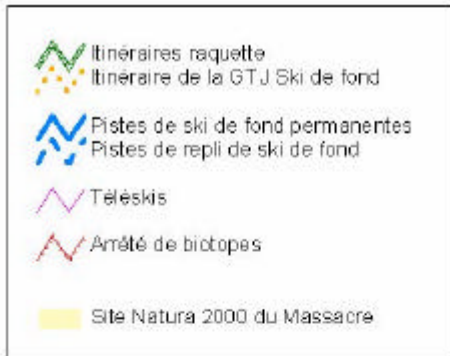 Itinéraires raquette
Itinéraire de la GTJ Ski de fond
Pistes de ski de fond permanentes
Pistes de repli de ski de fond
Téléskis
Arrêté de biotopes
Site Natura 2000 du Massacre